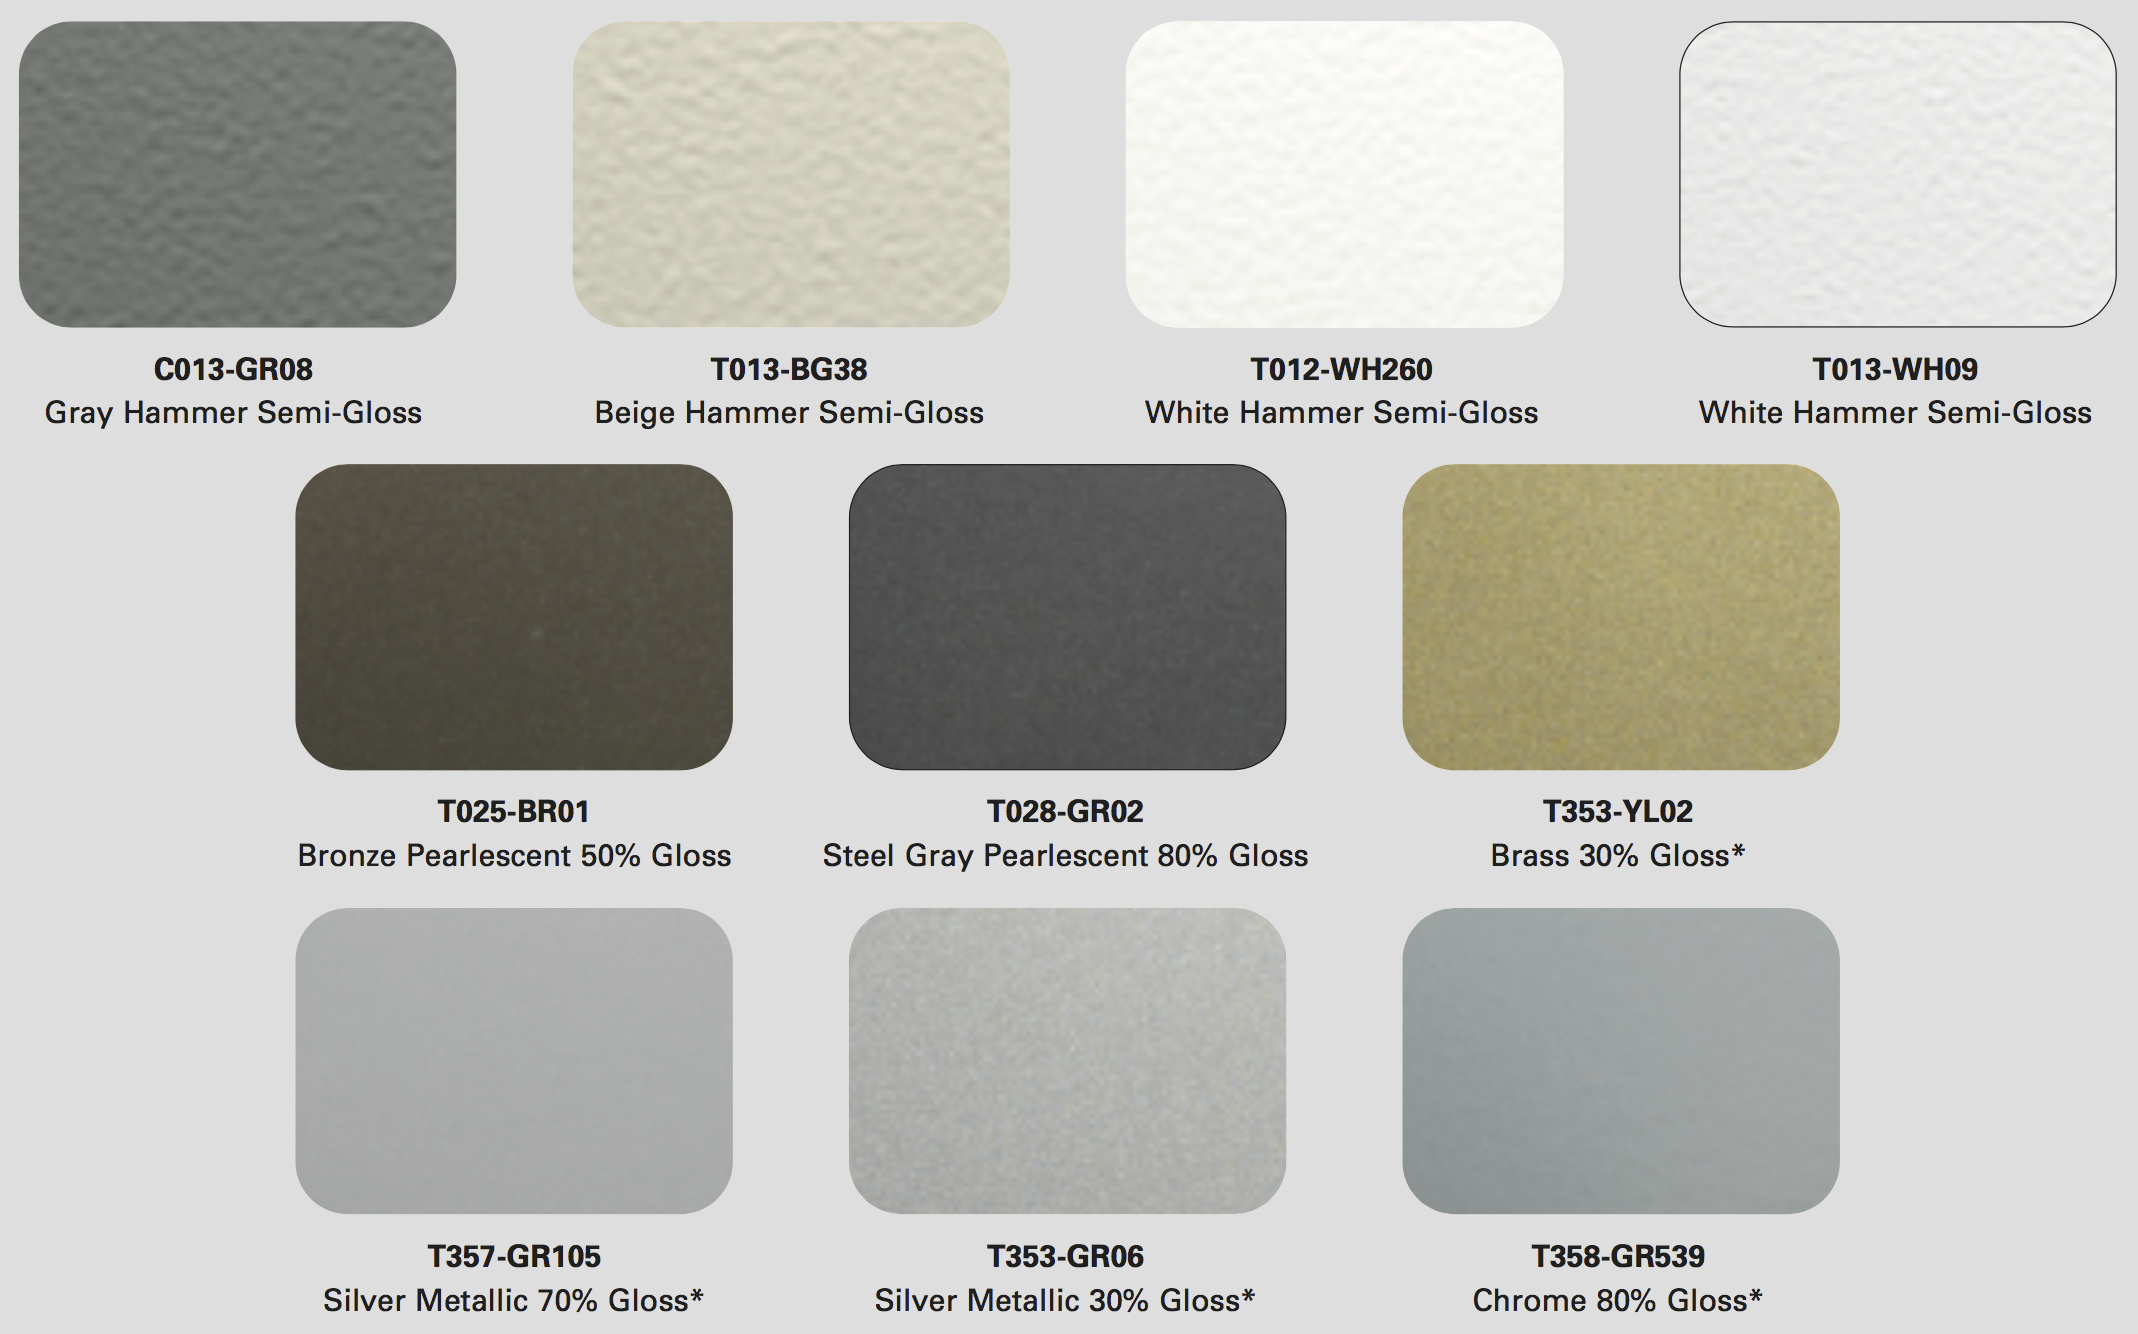 C013-GR08
Gray Hammer Semi-Gloss
T013-BG38
Beige Hammer Semi-Gloss
T012-WH260
White Hammer Semi-Gloss
T013-WH09
White Hammer Semi-Gloss
T025-BR01
Bronze Pearlescent 50% Gloss
T028-GR02
Steel Gray Pearlescent 80% Gloss
T353-YL02
Brass 30% Gloss*
T357-GR105
Silver Metallic 70% Gloss*
T353-GR06
Silver Metallic 30% Gloss*
T358-GR539
Chrome 80% Gloss*